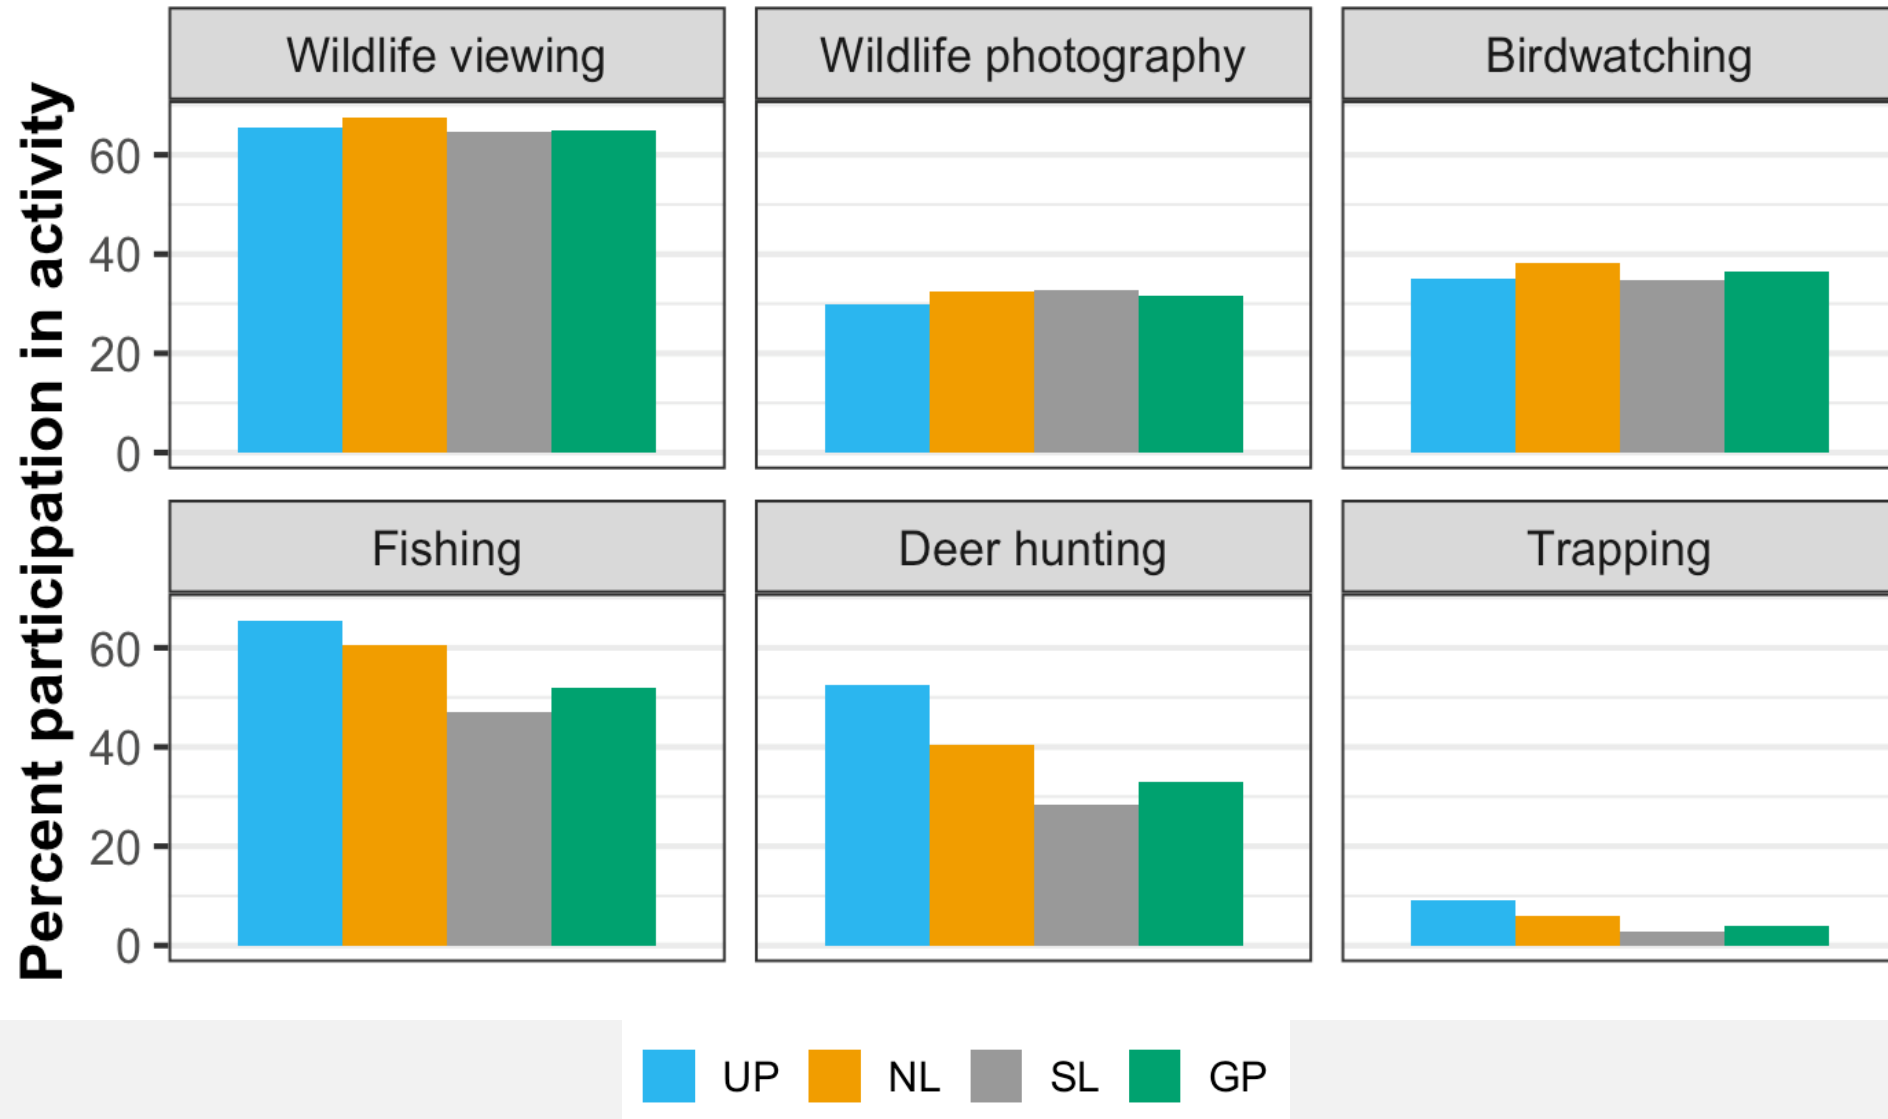 Percent participation in activity
Wildlife viewing
Wildlife photography
Birdwatching
60
40
20
0
Fishing
Deer hunting
Trapping
60
40
20
0
UP NL SL GP